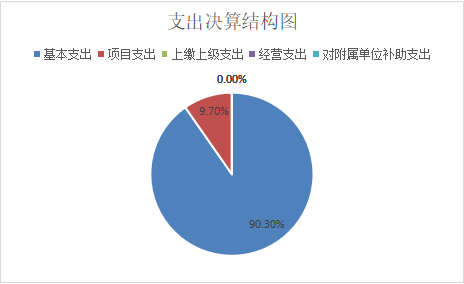 支出决算结构图
基本支出 项目支出 上缴上级支出 经营支出 对附属单位补助支出
0.00%
9.70%
90.30%